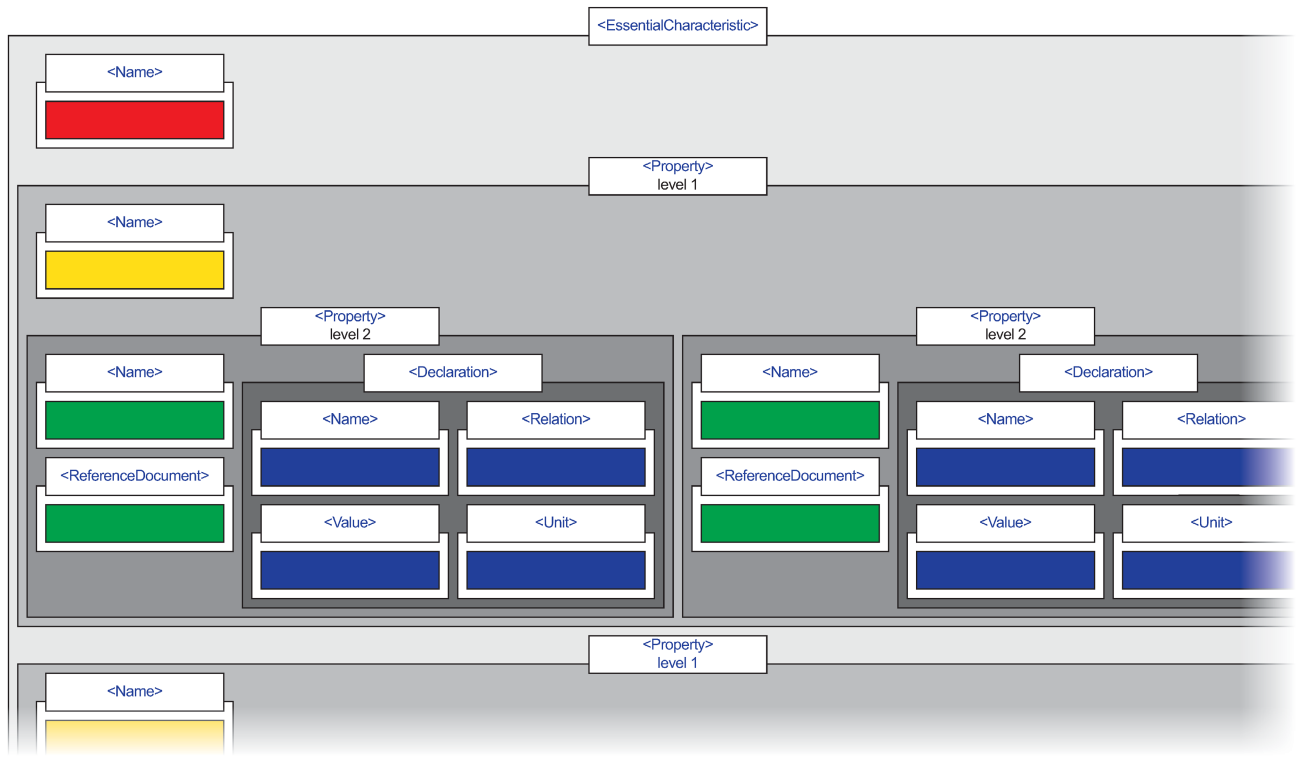 <EssentialCharacteristic>
<Name>
<Property>
level 1
<Name>
<Property>
level 2
<Name>
<Declaration>
<Name>
<Relation>
<ReferenceDocument>
<Value>
<Unit>
<Property>
level 2
<Name>
<Declaration>
<Name>
<Relation>
<ReferenceDocument>
<Value>
<Unit>
<Property>
level 1
<Name>